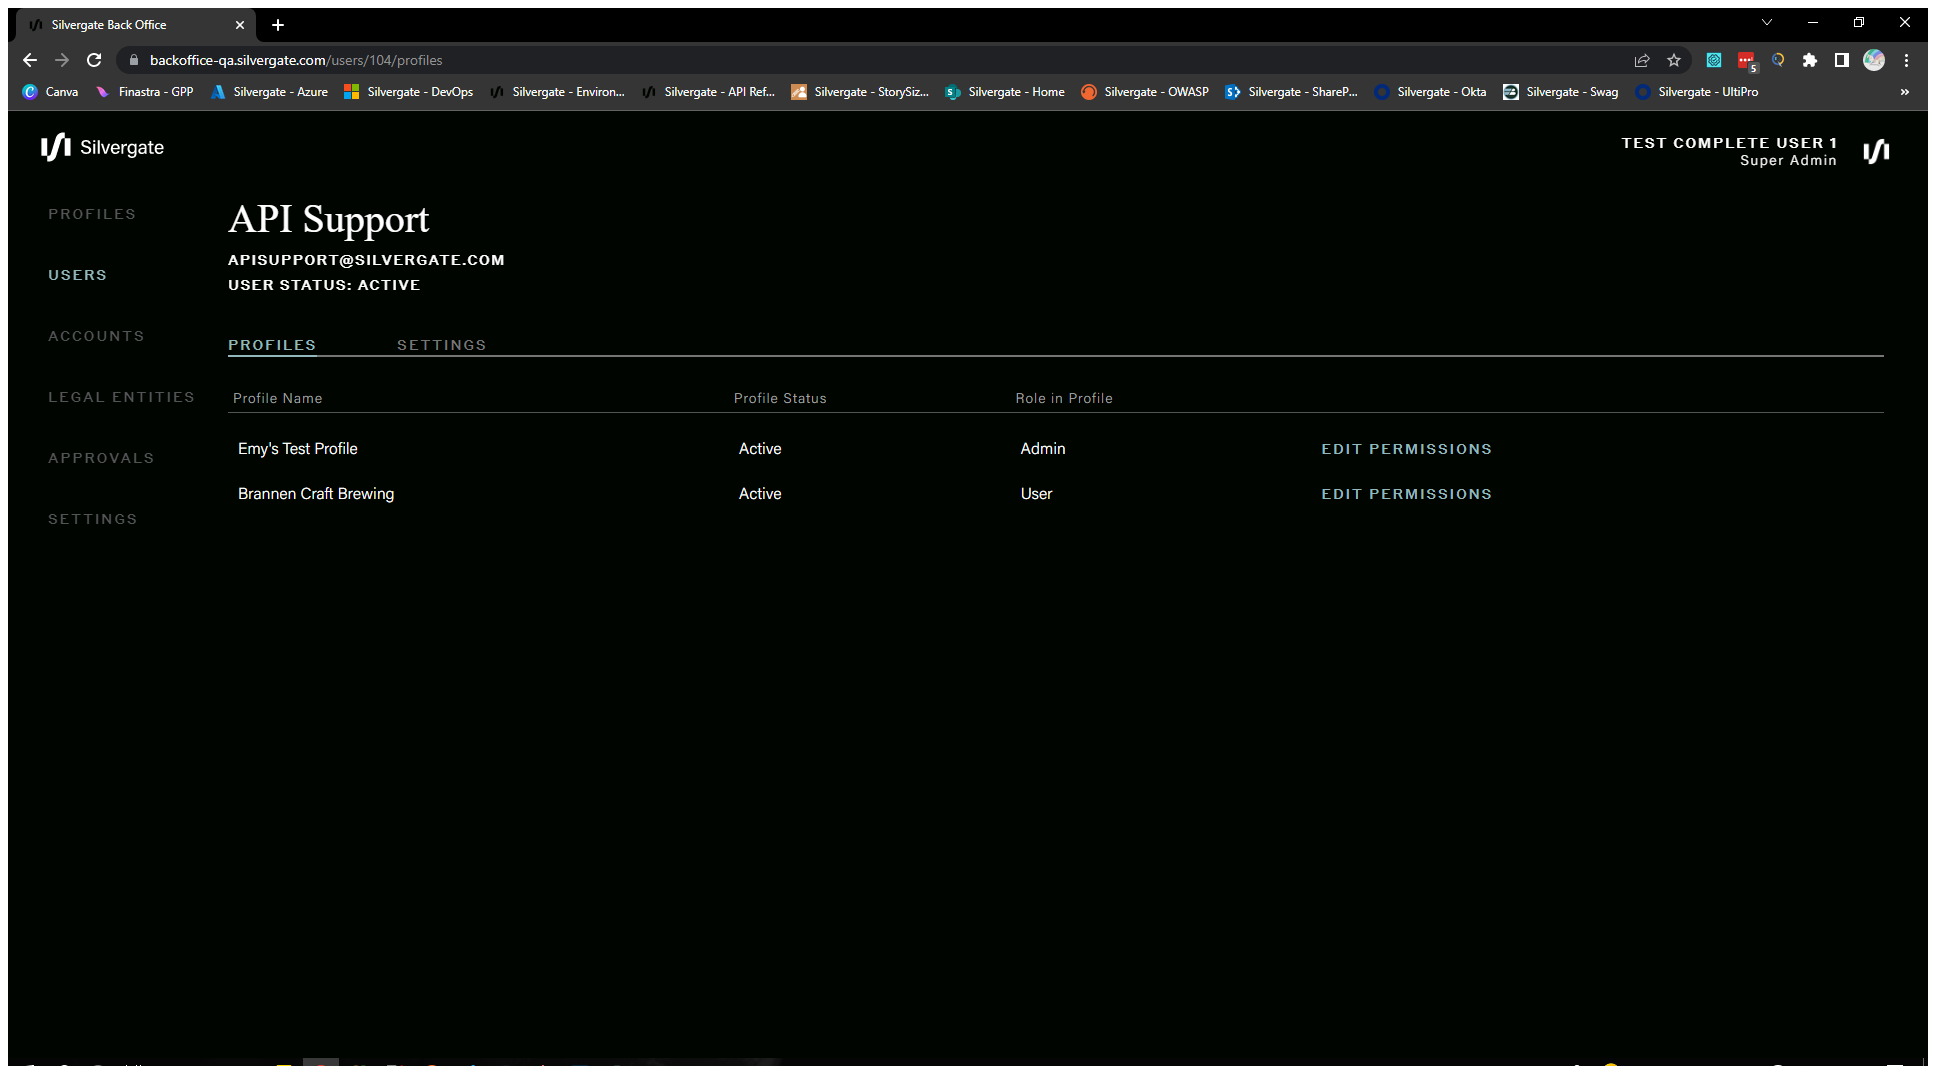 Silvergate Back Office
backoffice-qa.silvergate.com/users/104/profiles
5
Canva Finastra - GPP Silvergate - Azure Silvergate - DevOps Silvergate - Environ... Silvergate - API Ref... Silvergate - StorySiz... Silvergate - Home Silvergate - OWASP Silvergate - ShareP... Silvergate - Okta Silvergate - Swag Silvergate - UltiPro »
Silvergate
TEST COMPLETE USER 1
Super Admin
PROFILES
USERS
ACCOUNTS
LEGAL ENTITIES
APPROVALS
SETTINGS
API Support
APISUPPORT@SILVERGATE.COM
USER STATUS: ACTIVE
PROFILES SETTINGS
Profile Name Profile Status Role in Profile
Emy's Test Profile Active Admin EDIT PERMISSIONS
Brannen Craft Brewing Active User EDIT PERMISSIONS